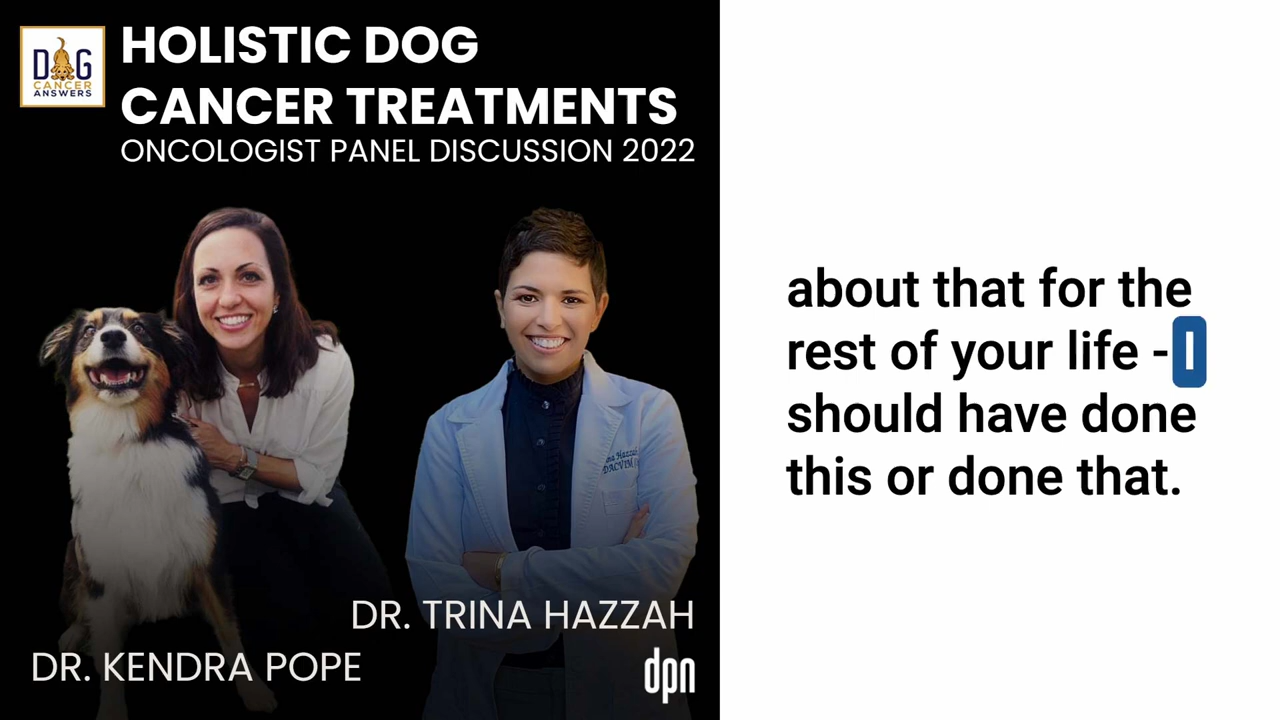 DOG
CANCER
ANSWERS
HOLISTIC DOG
CANCER TREATMENTS
ONCOLOGIST PANEL DISCUSSION 2022
DR. TRINA HAZZAH
DR. KENDRA POPE
dpn
about that for the
rest of your life - I
should have done
this or done that.